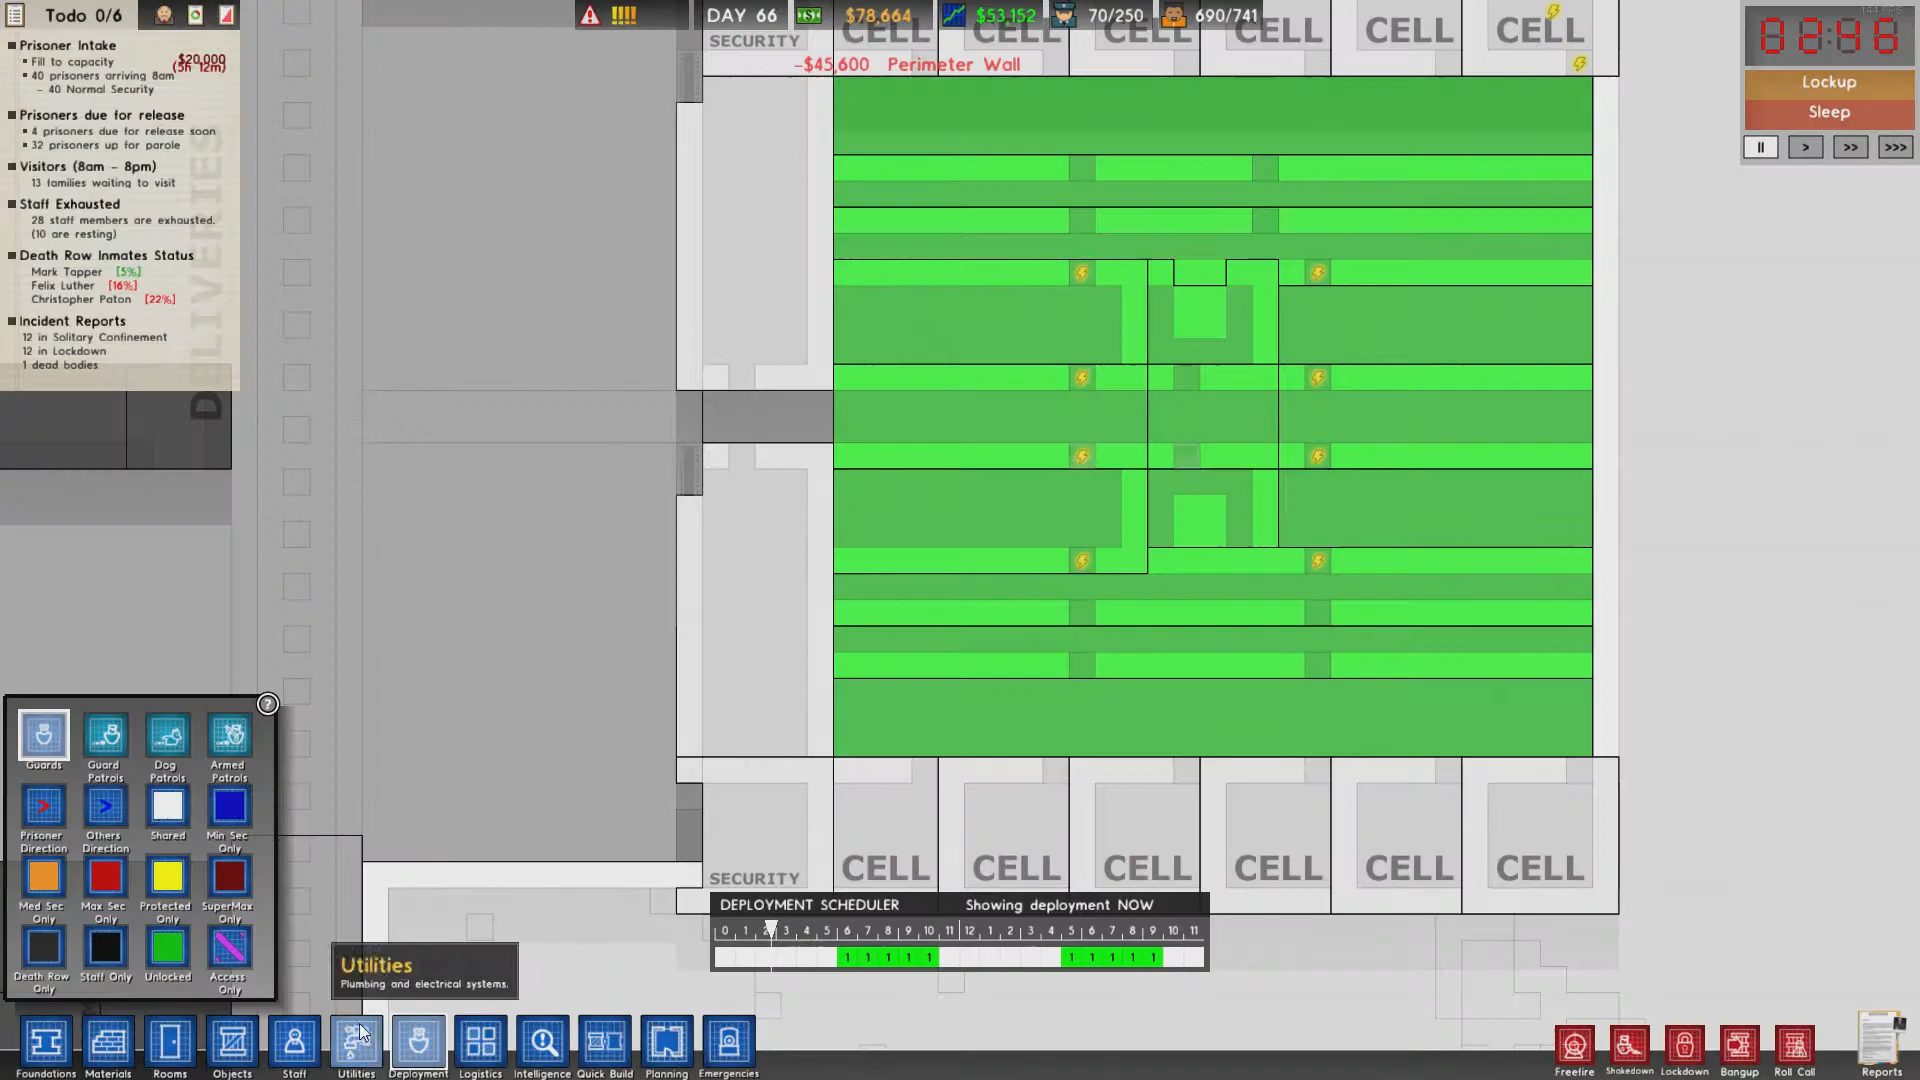 Todo 0/6
DAY 66
$78,664
$53,152
70/250
690/741
Prisoner Intake
Fill to capacity
$20,000
(5h 12m)
40 prisoners arriving 8am
– 40 Normal Security
Prisoners due for release
4 prisoners due for release soon
32 prisoners up for parole
Visitors (8am – 8pm)
13 families waiting to visit
Staff Exhausted
28 staff members are exhausted.
(10 are resting)
Death Row Inmates Status
Mark Tapper [5%]
Felix Luther [16%]
Christopher Paton [22%]
Incident Reports
12 in Solitary Confinement
12 in Lockdown
1 dead bodies
DELIVERIES
SECURITY CELL CELL CELL CELL CELL CELL
–$45,600 Perimeter Wall
02:46
Lockup
Sleep
|| > >> >>>
?
Guards
Guard Patrols
Dog Patrols
Armed Patrols
Prisoner Direction
Others Direction
Shared
Min Sec Only
Med Sec Only
Max Sec Only
Protected Only
SuperMax Only
Death Row Only
Staff Only
Unlocked
Access Only
SECURITY CELL CELL CELL CELL CELL CELL
Utilities
Plumbing and electrical systems.
DEPLOYMENT SCHEDULER Showing deployment NOW
0 1 2 3 4 5 6 7 8 9 10 11 12 1 2 3 4 5 6 7 8 9 10 11
1 1 1 1 1 1 1 1 1 1
Foundations Materials Rooms Objects Staff Utilities Deployment Logistics Intelligence Quick Build Planning Emergencies
Freefire Shakedown Lockdown Bangup Roll Call Reports